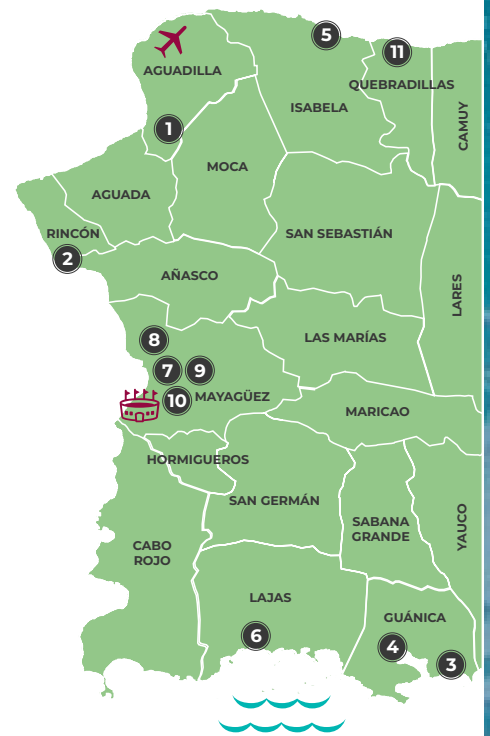 5
11
AGUADILLA
QUEBRADILLAS
ISABELA
CAMUY
1
MOCA
AGUADA
RINCÓN
SAN SEBASTIÁN
2
AÑASCO
LARES
8
LAS MARÍAS
7
9
10
MAYAGÜEZ
MARICAO
HORMIGUEROS
SAN GERMÁN
SABANA
GRANDE
YAUCO
CABO
ROJO
LAJAS
GUÁNICA
6
4
3